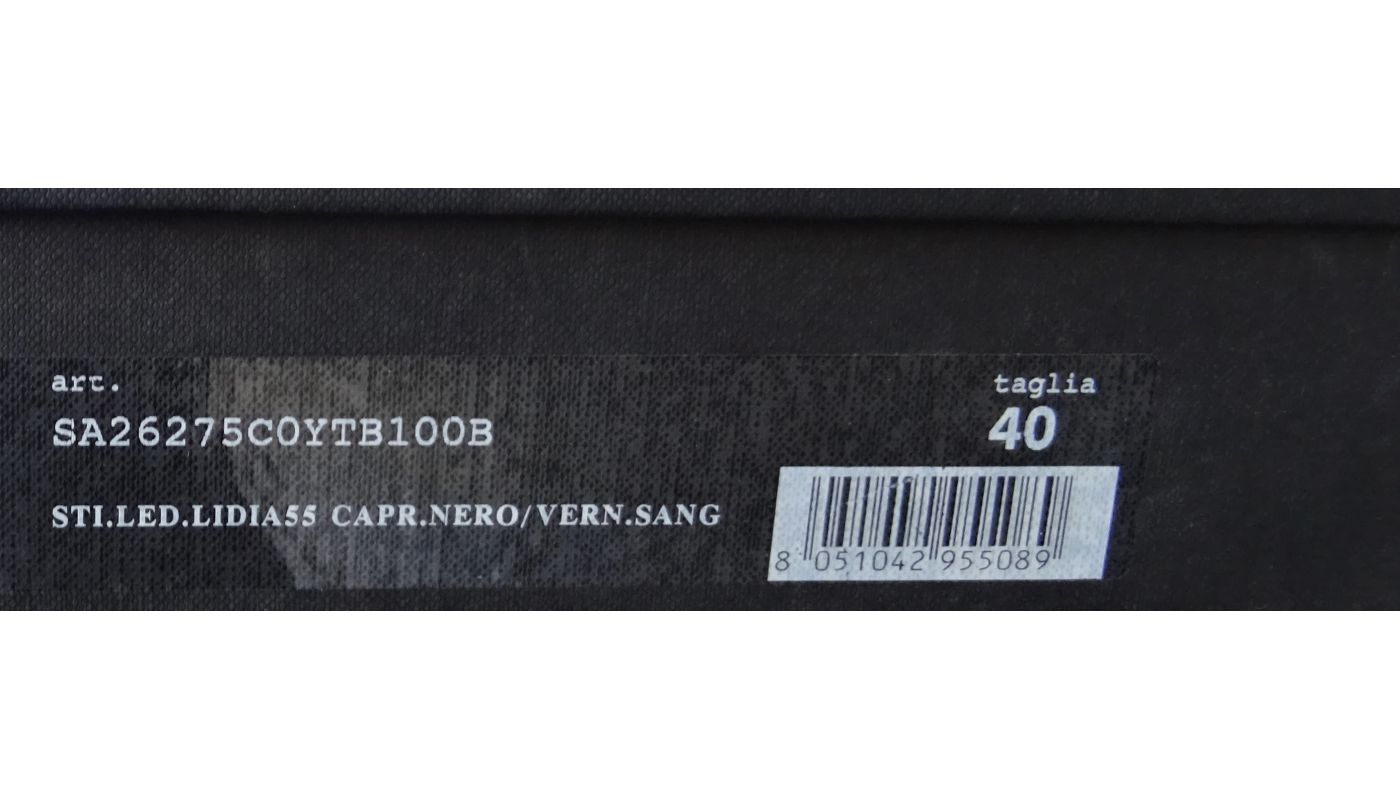 art.
SA26275C0YTB100B
STI.LED.LIDIA55 CAPR.NERO/VERN.SANG
taglia
40
8 051042 955089